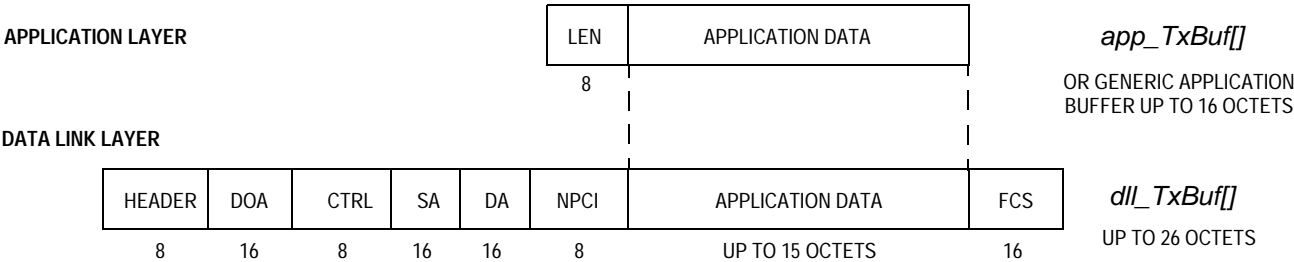 APPLICATION LAYER
LEN
APPLICATION DATA
app_TxBuf[]
8
OR GENERIC APPLICATION
BUFFER UP TO 16 OCTETS
DATA LINK LAYER
HEADER
DOA
CTRL
SA
DA
NPCI
APPLICATION DATA
FCS
dll_TxBuf[]
8
16
8
16
16
8
UP TO 15 OCTETS
16
UP TO 26 OCTETS